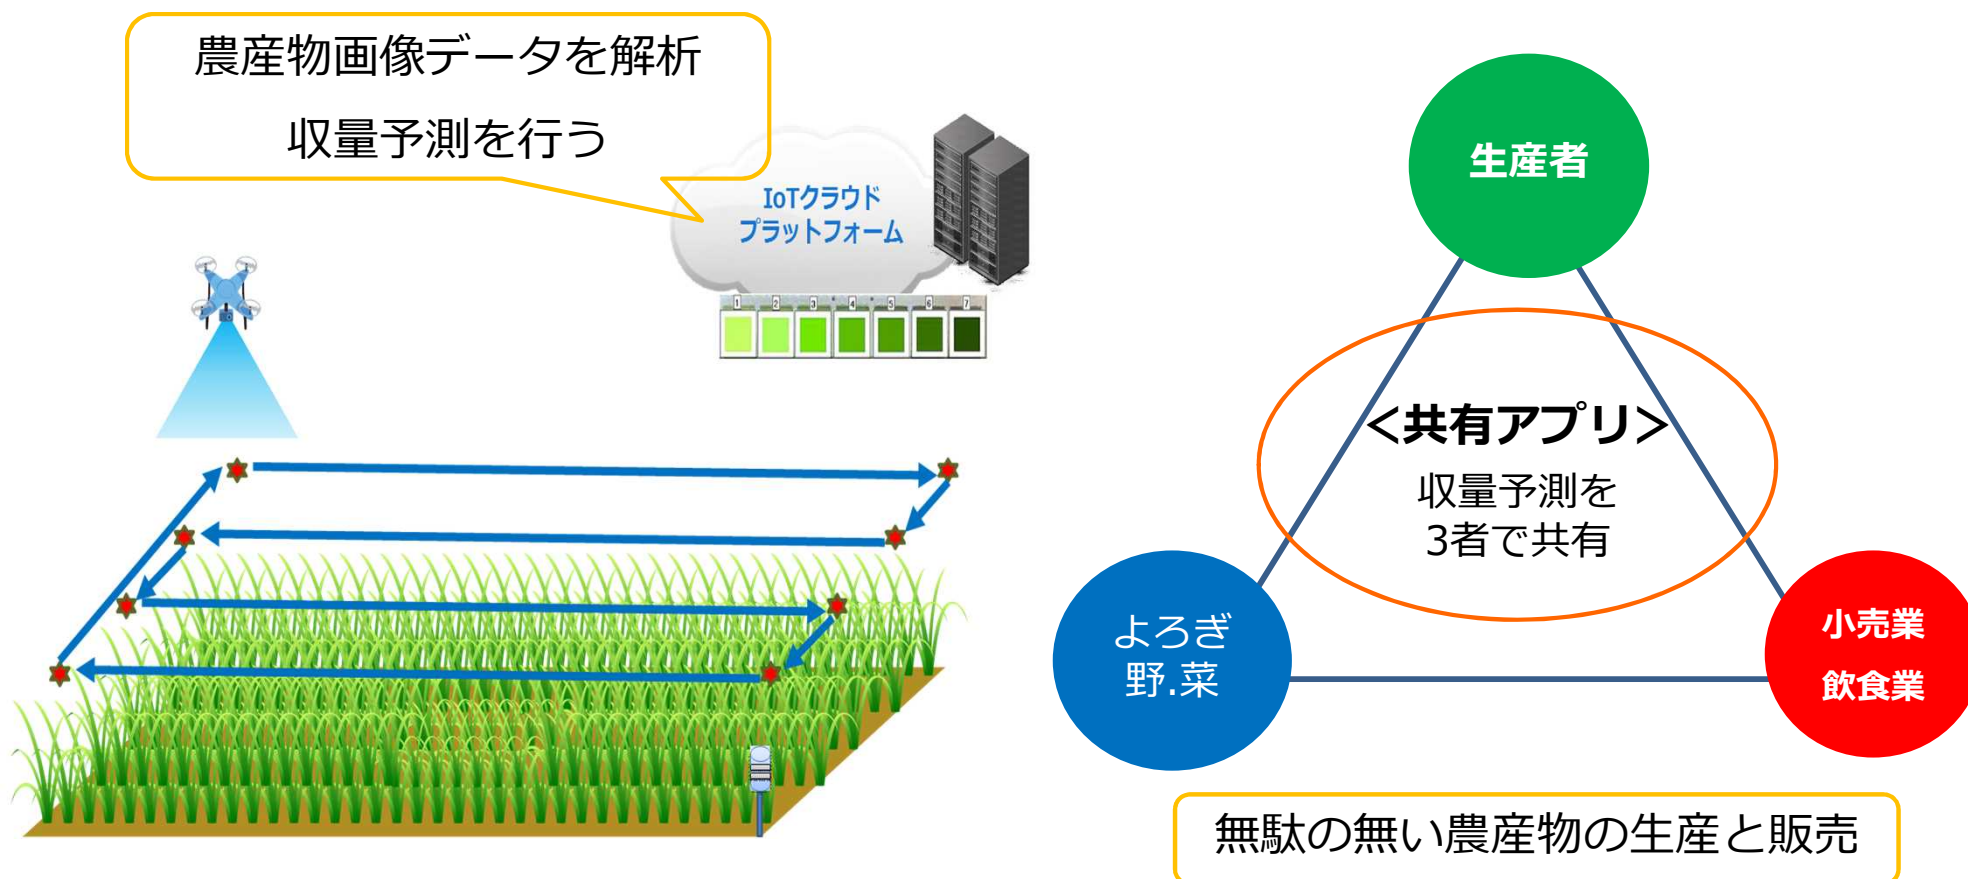 農産物画像データを解析
収量予測を行う
IoTクラウド
プラットフォーム
1 2 3 4 5 6 7
生産者
＜共有アプリ＞
収量予測を
3者で共有
よろぎ
野.菜
小売業
飲食業
無駄の無い農産物の生産と販売